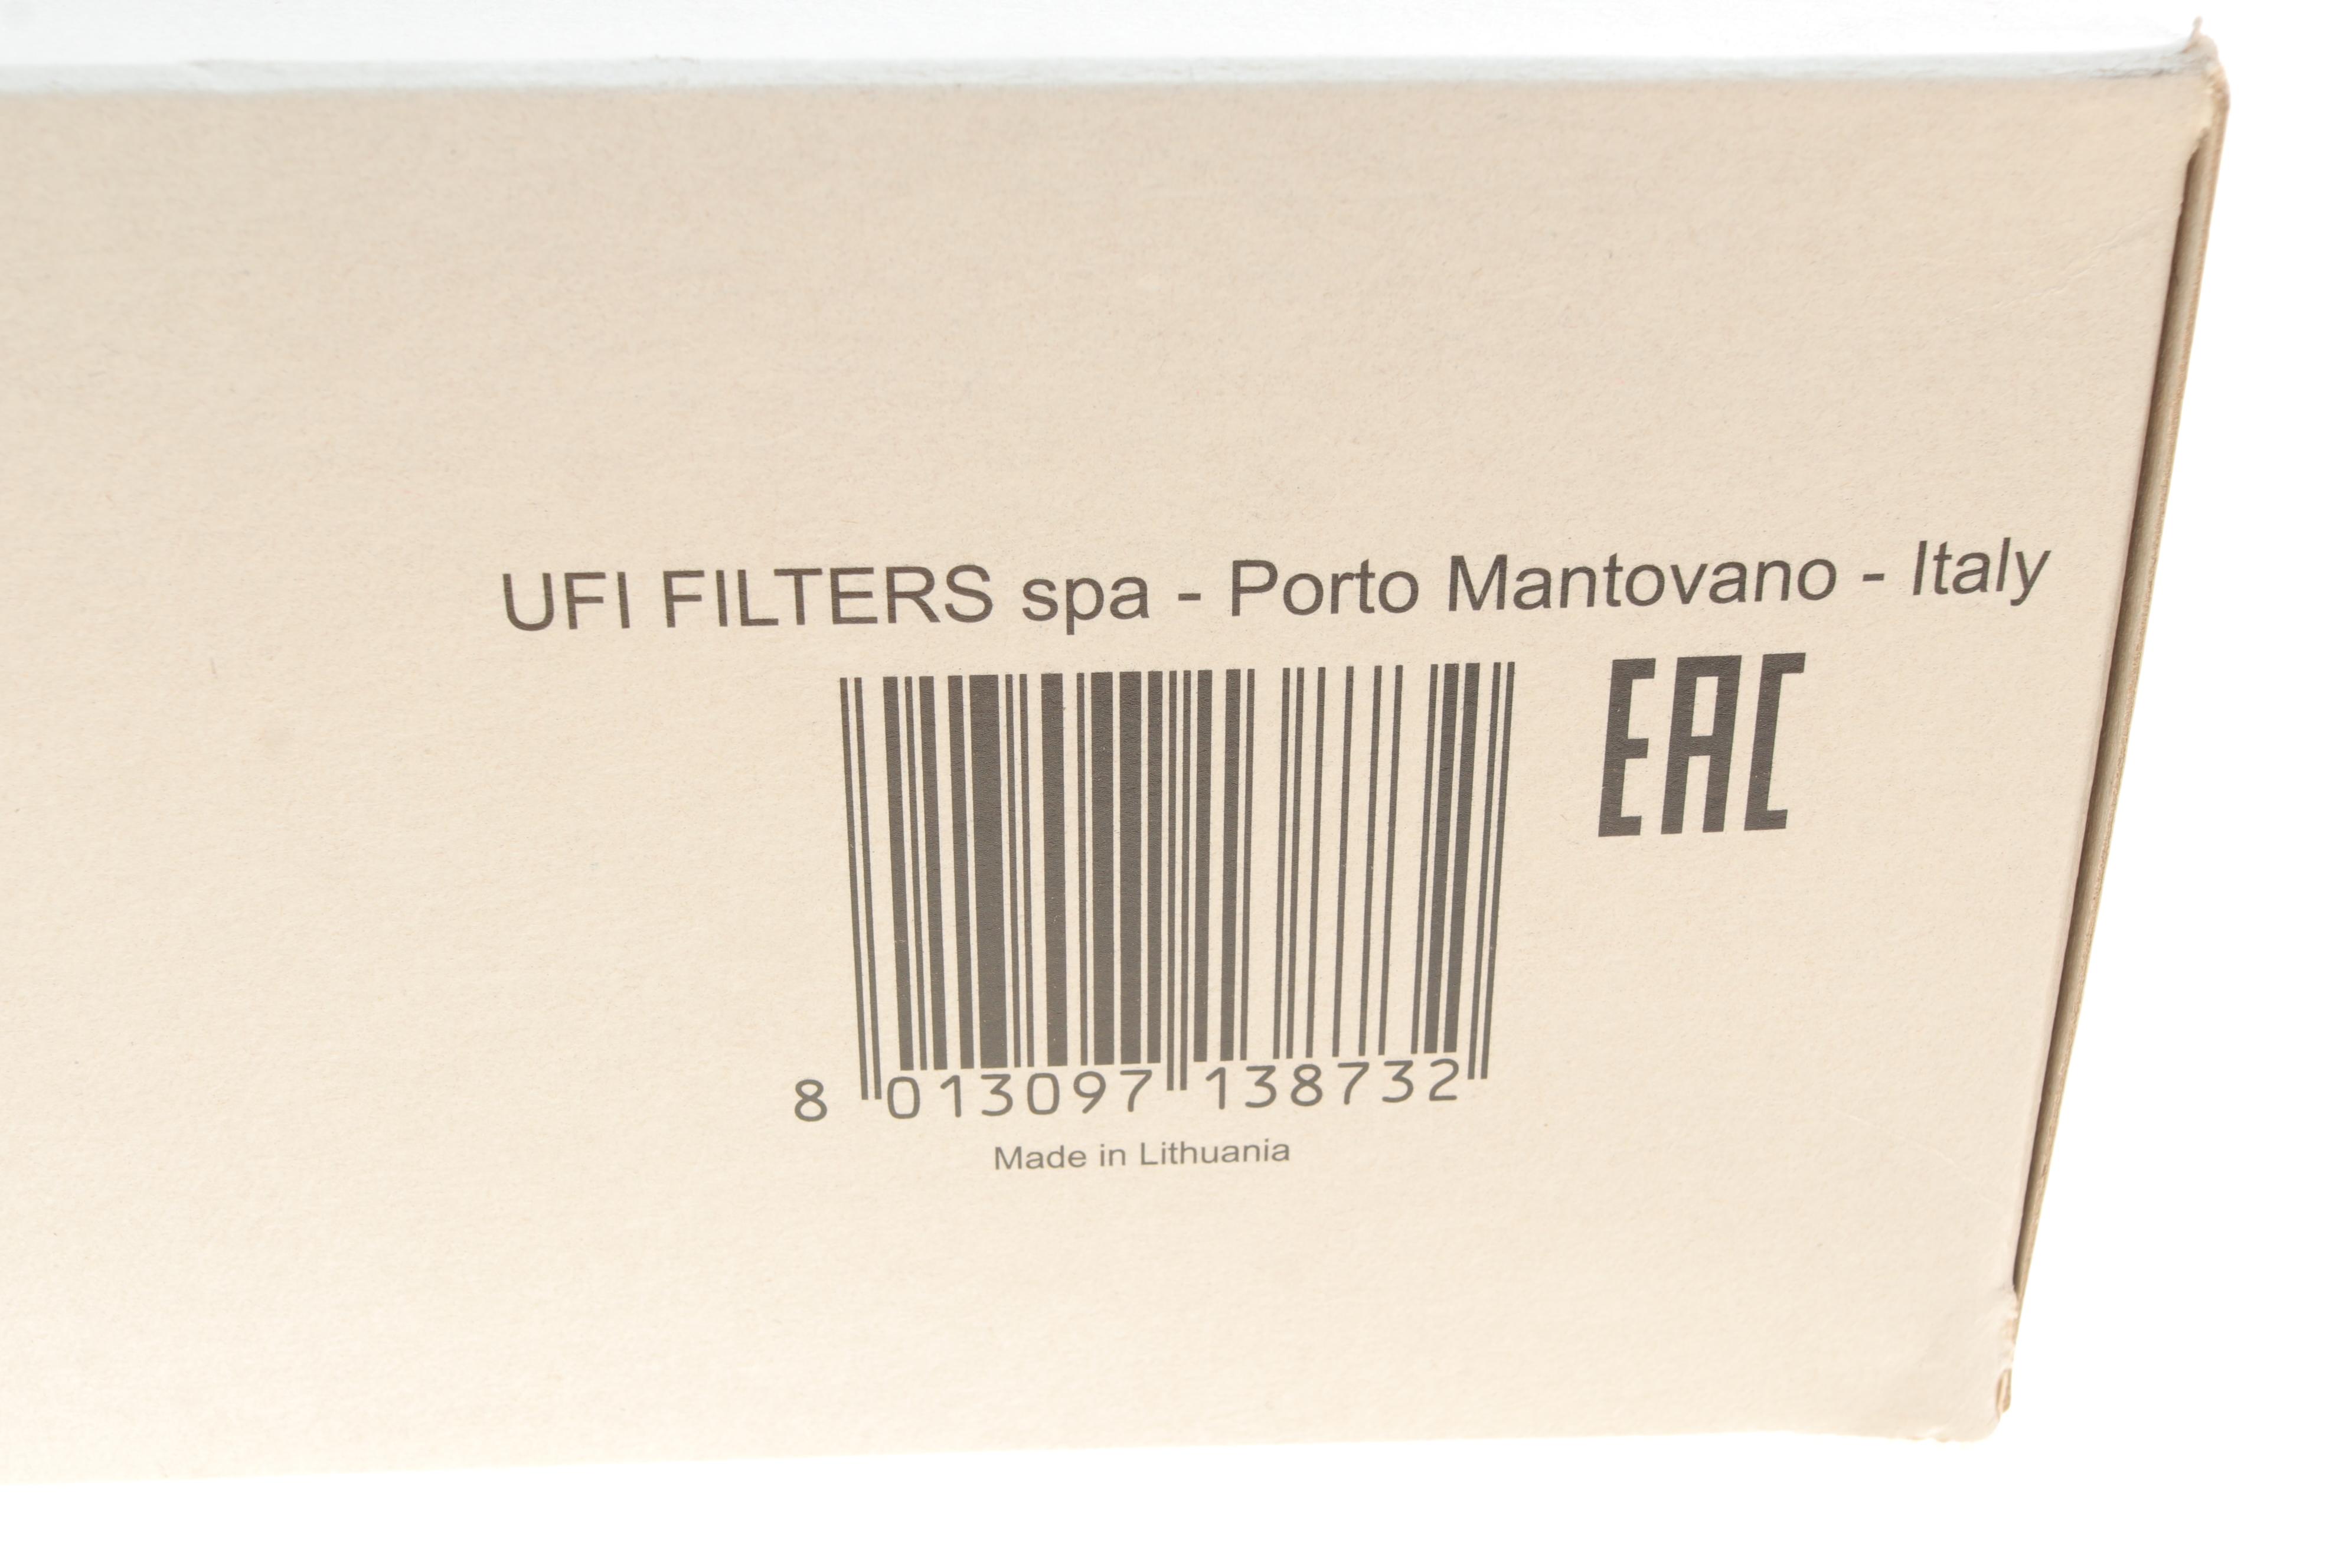 UFI FILTERS spa - Porto Mantovano - Italy
EAC
8 013097 138732
Made in Lithuania